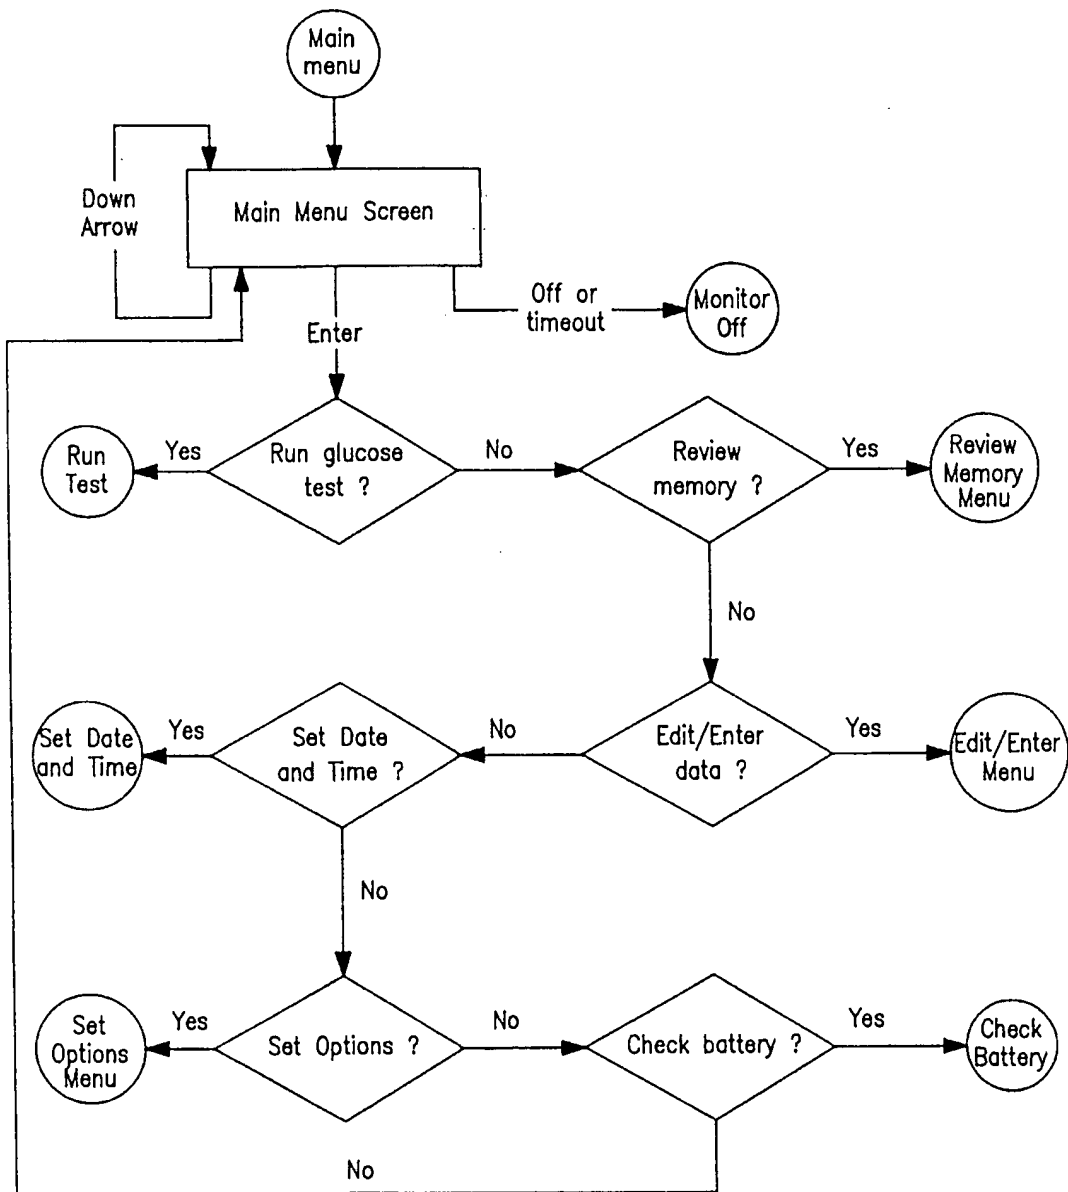 Main
menu
Down
Arrow
Main Menu Screen
Off or
timeout
Monitor
Off
Enter
Run
Test
Yes
Run glucose
test ?
No
Review
memory ?
Yes
Review
Memory
Menu
No
Set Date
and Time
Yes
Set Date
and Time ?
No
Edit/Enter
data ?
Yes
Edit/Enter
Menu
No
Set
Options
Menu
Yes
Set Options ?
No
Check battery ?
Yes
Check
Battery
No